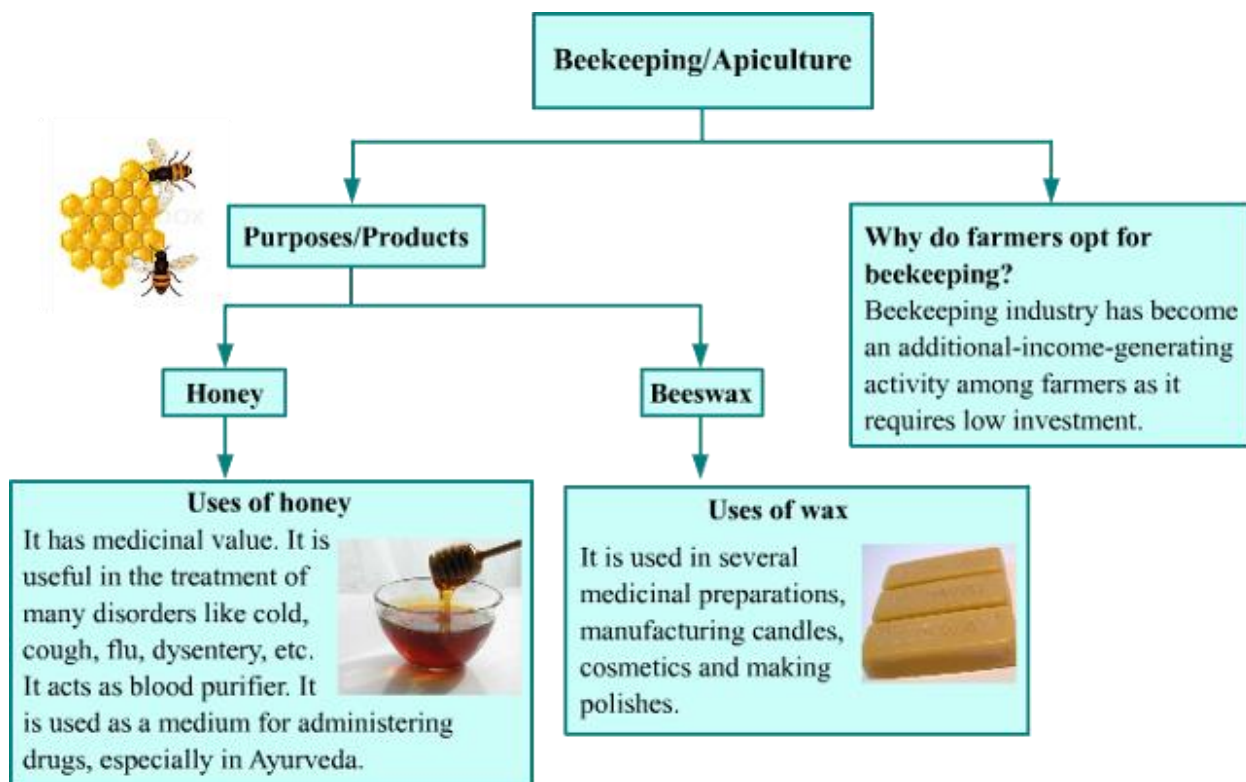 Beekeeping/Apiculture
Purposes/Products
Why do farmers opt for
beekeeping?
Beekeeping industry has become
an additional-income-generating
activity among farmers as it
requires low investment.
Honey
Beeswax
Uses of honey
It has medicinal value. It is
useful in the treatment of
many disorders like cold,
cough, flu, dysentery, etc.
It acts as blood purifier. It
is used as a medium for administering
drugs, especially in Ayurveda.
Uses of wax
It is used in several
medicinal preparations,
manufacturing candles,
cosmetics and making
polishes.